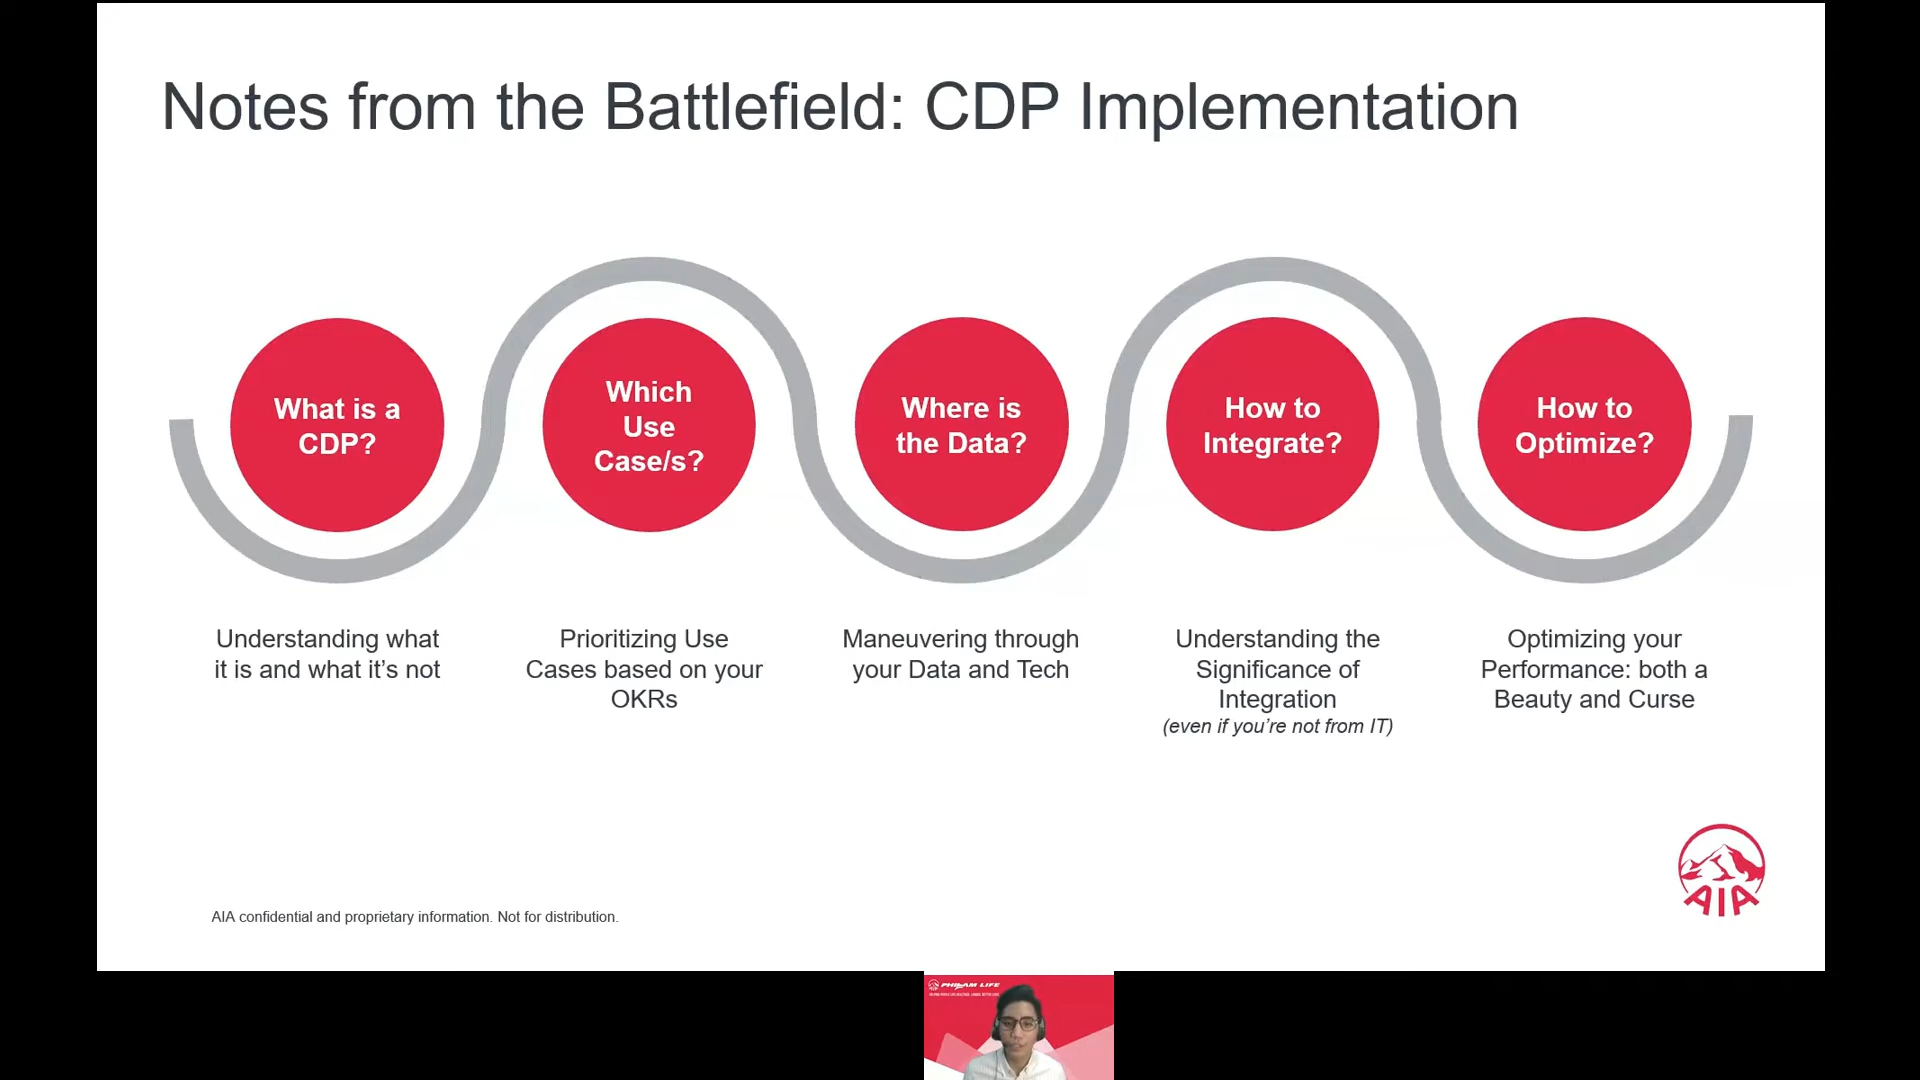 Notes from the Battlefield: CDP Implementation
What is a
CDP?
Which
Use
Case/s?
Where is
the Data?
How to
Integrate?
How to
Optimize?
Understanding what
it is and what it’s not
Prioritizing Use
Cases based on your
OKRs
Maneuvering through
your Data and Tech
Understanding the
Significance of
Integration
(even if you’re not from IT)
Optimizing your
Performance: both a
Beauty and Curse
AIA
AIA confidential and proprietary information. Not for distribution.
PHILAM LIFE